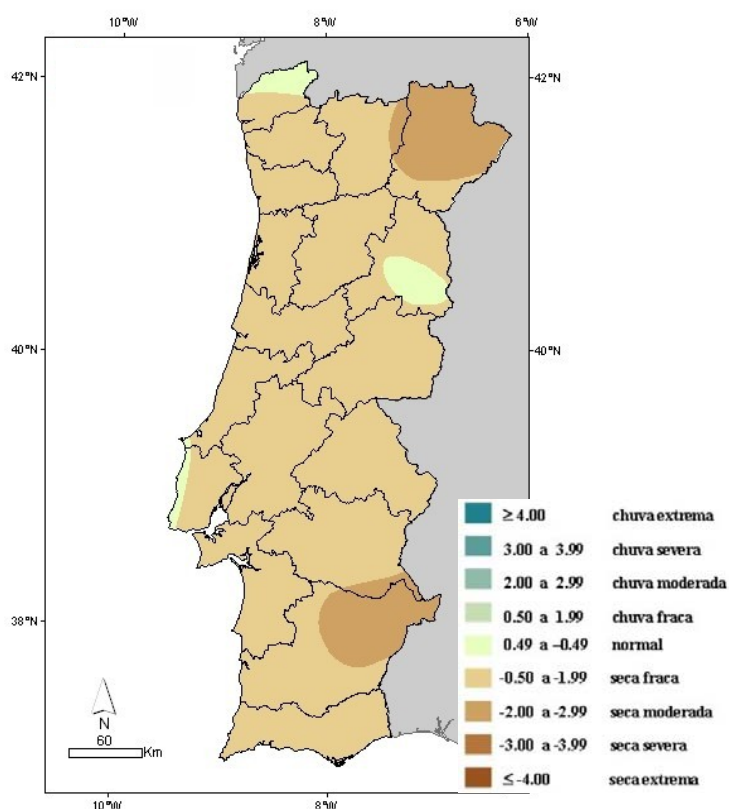 10°W 8°W 6°W
42°N 42°N
40°N 40°N
≥ 4.00 chuva extrema
3.00 a 3.99 chuva severa
2.00 a 2.99 chuva moderada
0.50 a 1.99 chuva fraca
38°N
0.49 a –0.49 normal
-0.50 a -1.99 seca fraca
-2.00 a -2.99 seca moderada
-3.00 a -3.99 seca severa
≤ -4.00 seca extrema
N
60
Km
10°W 8°W